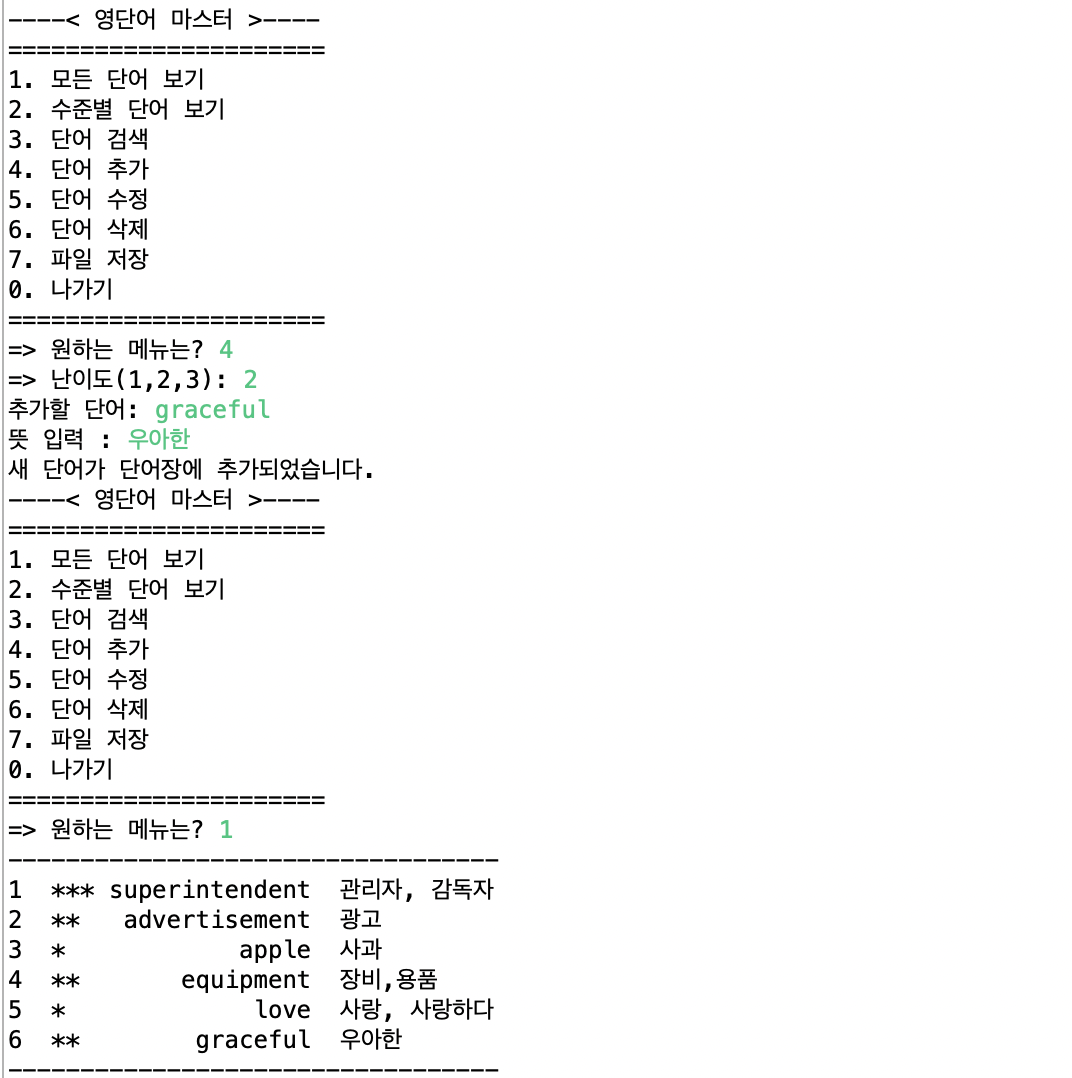 ----< 영단어 마스터 >----
======================
1. 모든 단어 보기
2. 수준별 단어 보기
3. 단어 검색
4. 단어 추가
5. 단어 수정
6. 단어 삭제
7. 파일 저장
0. 나가기
======================
=> 원하는 메뉴는? 4
=> 난이도(1,2,3): 2
추가할 단어: graceful
뜻 입력 : 우아한
새 단어가 단어장에 추가되었습니다.
----< 영단어 마스터 >----
======================
1. 모든 단어 보기
2. 수준별 단어 보기
3. 단어 검색
4. 단어 추가
5. 단어 수정
6. 단어 삭제
7. 파일 저장
0. 나가기
======================
=> 원하는 메뉴는? 1
----------------------------------
1  *** superintendent  관리자, 감독자
2  **   advertisement  광고
3  *            apple  사과
4  **       equipment  장비,용품
5  *             love  사랑, 사랑하다
6  **        graceful  우아한
----------------------------------